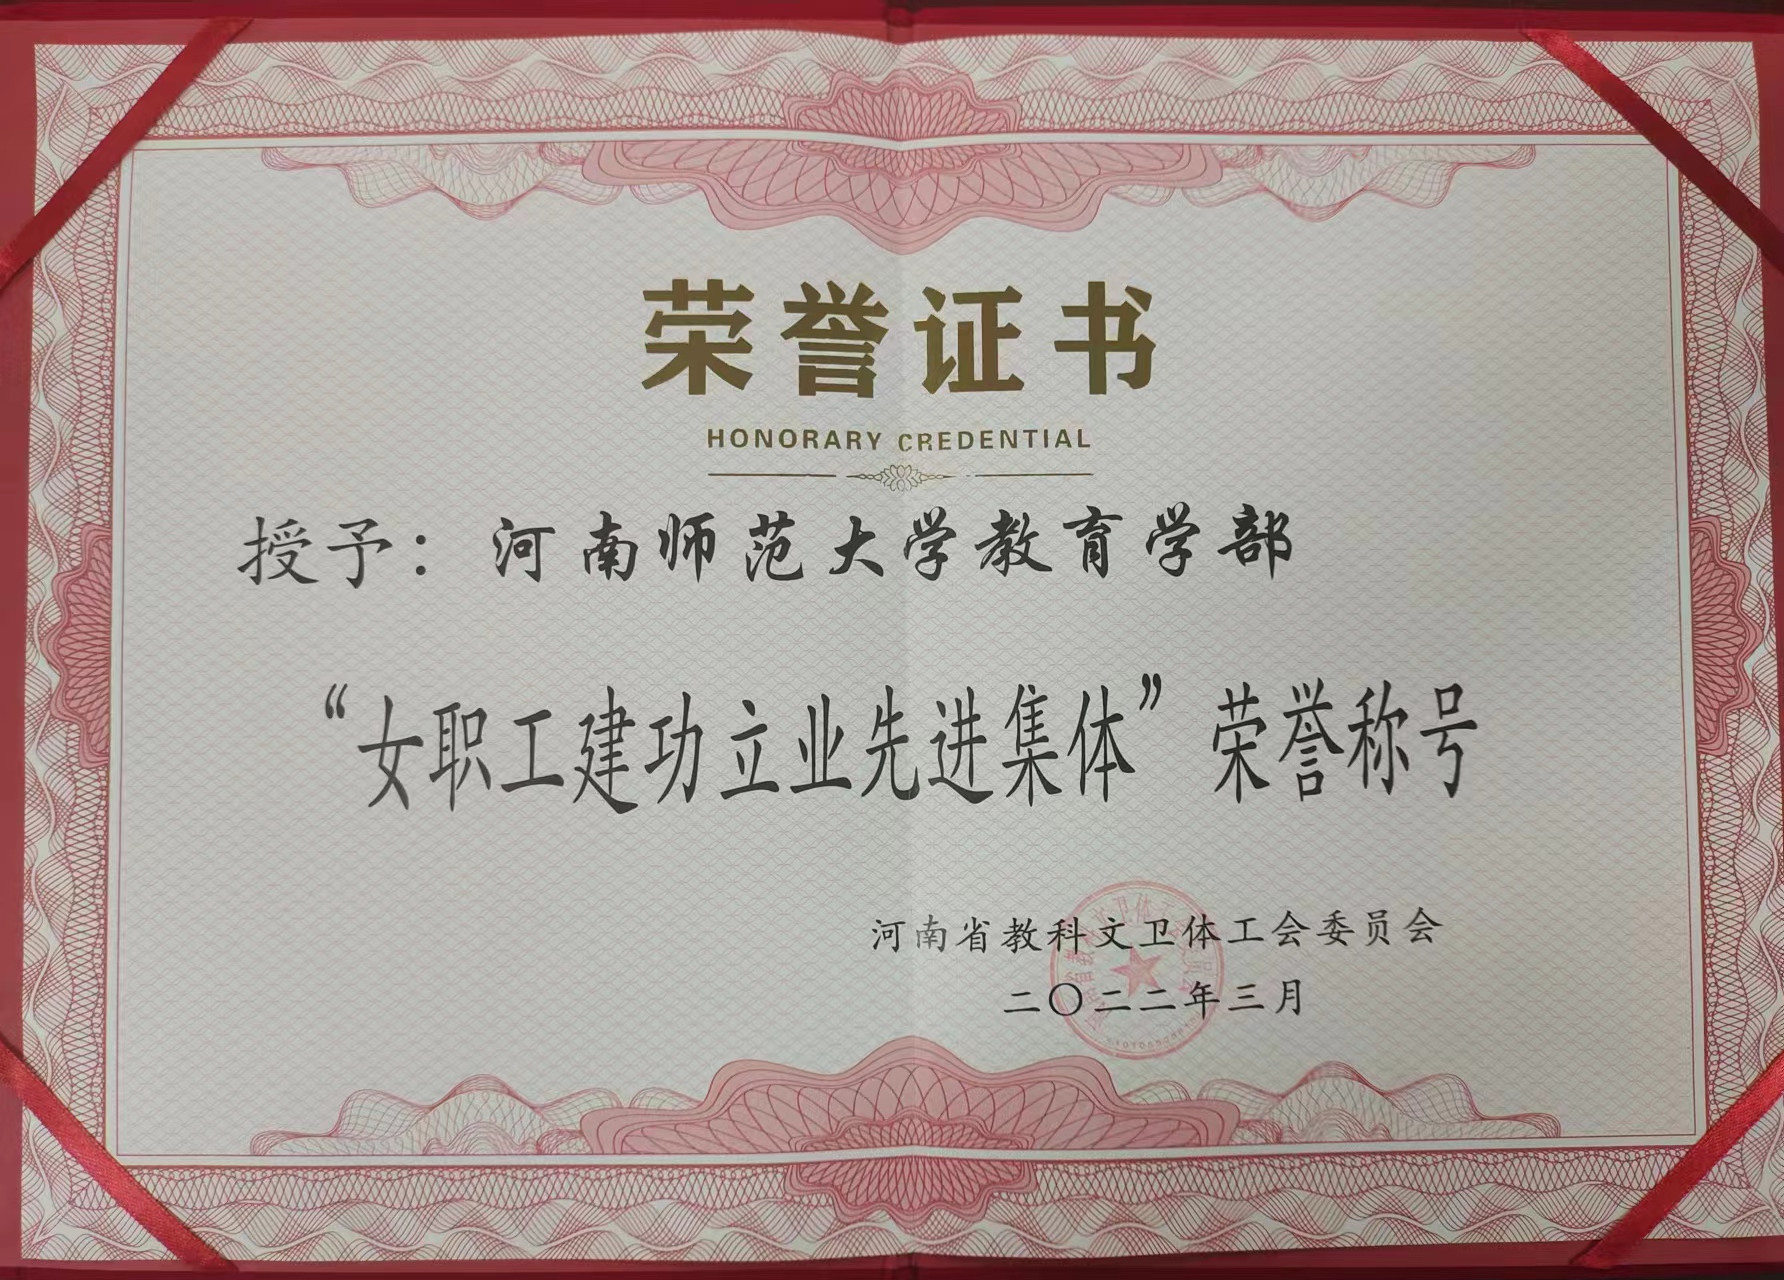 荣誉证书
HONORARY CREDENTIAL
授予：河南师范大学教育学部
“女职工建功立业先进集体”荣誉称号
河南省教科文卫体工会委员会
二〇二二年三月